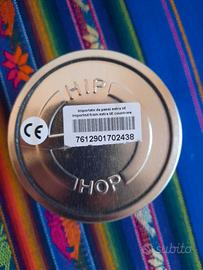 HIP
importato da paesi extra UE
imported from extra UE countries
7612901702438
CE
HOP
subito